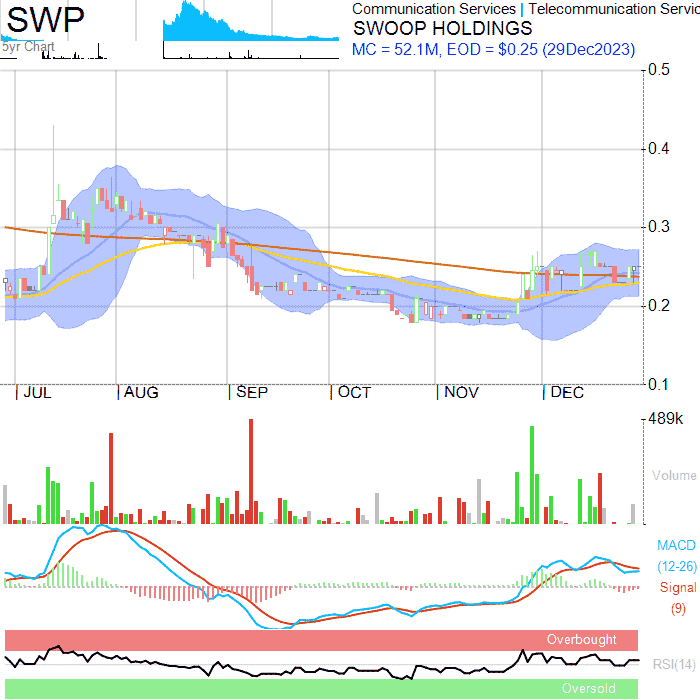 SWP
5yr Chart
Communication Services | Telecommunication Servic
SWOOP HOLDINGS
MC = 52.1M, EOD = $0.25 (29Dec2023)
0.5
0.4
0.3
0.2
0.1
JUL
AUG
SEP
OCT
NOV
DEC
489k
Volume
MACD
(12-26)
Signal
(9)
Overbought
RSI(14)
Oversold